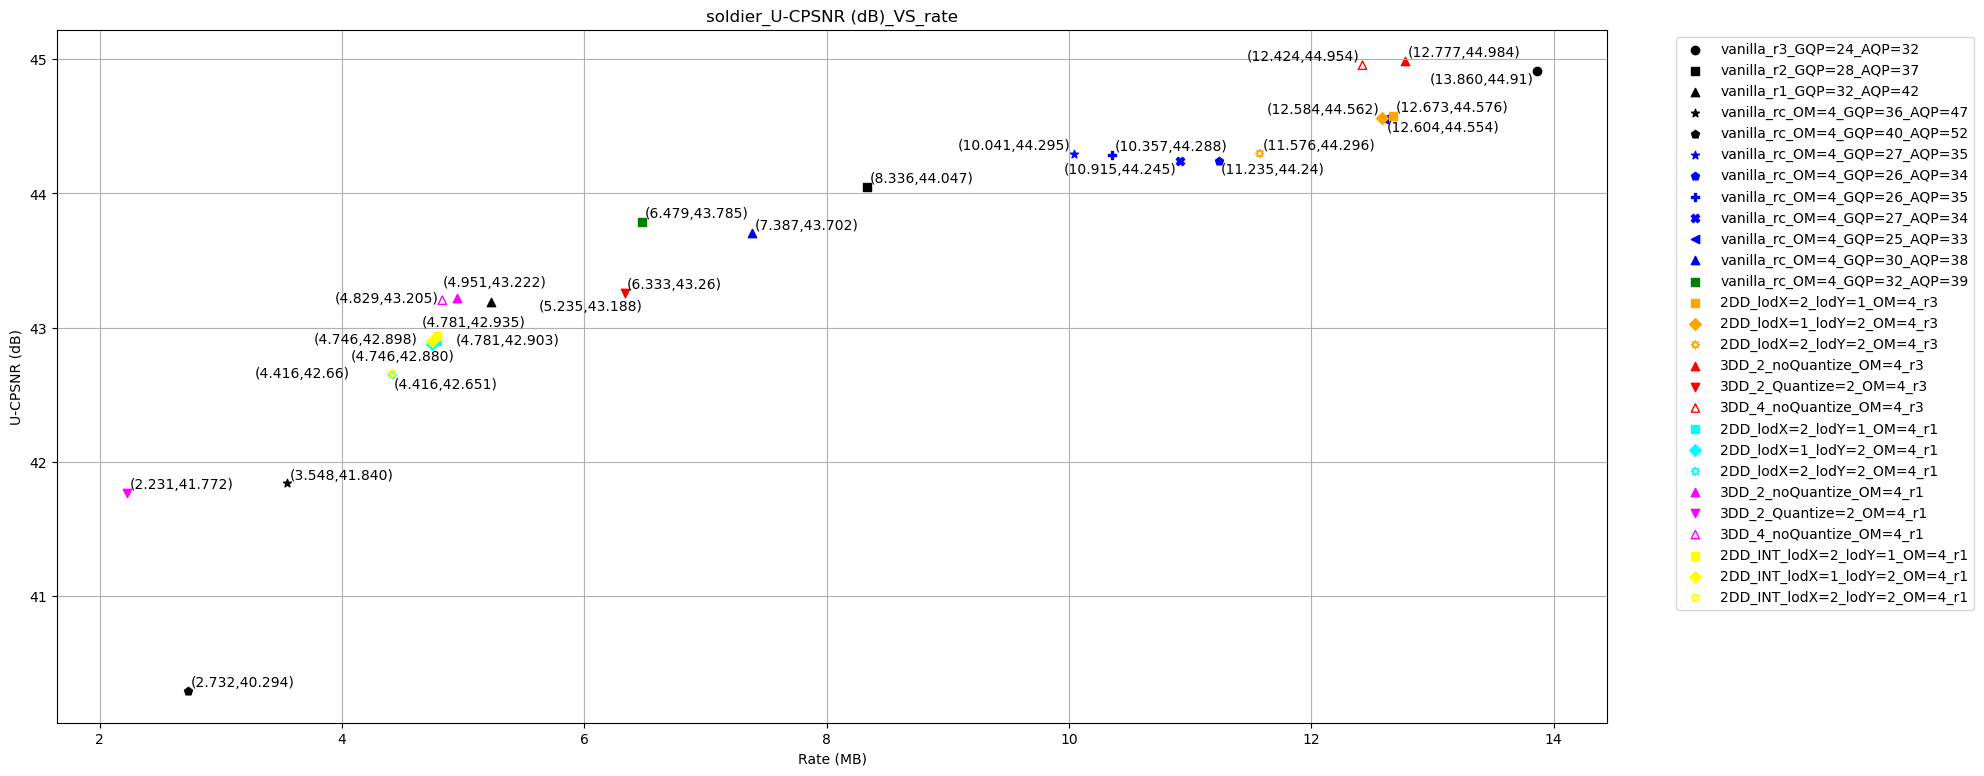 soldier_U-CPSNR (dB)_VS_rate
U-CPSNR (dB)
45
44
43
42
41
(12.424,44.954)
(12.777,44.984)
(13.860,44.91)
(12.584,44.562)
(12.673,44.576)
(12.604,44.554)
(10.041,44.295)
(10.357,44.288)
(11.576,44.296)
(10.915,44.245)
(11.235,44.24)
(8.336,44.047)
(6.479,43.785)
(7.387,43.702)
(4.951,43.222)
(6.333,43.26)
(4.829,43.205)
(5.235,43.188)
(4.781,42.935)
(4.746,42.898)
(4.781,42.903)
(4.746,42.880)
(4.416,42.66)
(4.416,42.651)
(3.548,41.840)
(2.231,41.772)
(2.732,40.294)
2
4
6
8
10
12
14
Rate (MB)
vanilla_r3_GQP=24_AQP=32
vanilla_r2_GQP=28_AQP=37
vanilla_r1_GQP=32_AQP=42
vanilla_rc_OM=4_GQP=36_AQP=47
vanilla_rc_OM=4_GQP=40_AQP=52
vanilla_rc_OM=4_GQP=27_AQP=35
vanilla_rc_OM=4_GQP=26_AQP=34
vanilla_rc_OM=4_GQP=26_AQP=35
vanilla_rc_OM=4_GQP=27_AQP=34
vanilla_rc_OM=4_GQP=25_AQP=33
vanilla_rc_OM=4_GQP=30_AQP=38
vanilla_rc_OM=4_GQP=32_AQP=39
2DD_lodX=2_lodY=1_OM=4_r3
2DD_lodX=1_lodY=2_OM=4_r3
2DD_lodX=2_lodY=2_OM=4_r3
3DD_2_noQuantize_OM=4_r3
3DD_2_Quantize=2_OM=4_r3
3DD_4_noQuantize_OM=4_r3
2DD_lodX=2_lodY=1_OM=4_r1
2DD_lodX=1_lodY=2_OM=4_r1
2DD_lodX=2_lodY=2_OM=4_r1
3DD_2_noQuantize_OM=4_r1
3DD_2_Quantize=2_OM=4_r1
3DD_4_noQuantize_OM=4_r1
2DD_INT_lodX=2_lodY=1_OM=4_r1
2DD_INT_lodX=1_lodY=2_OM=4_r1
2DD_INT_lodX=2_lodY=2_OM=4_r1